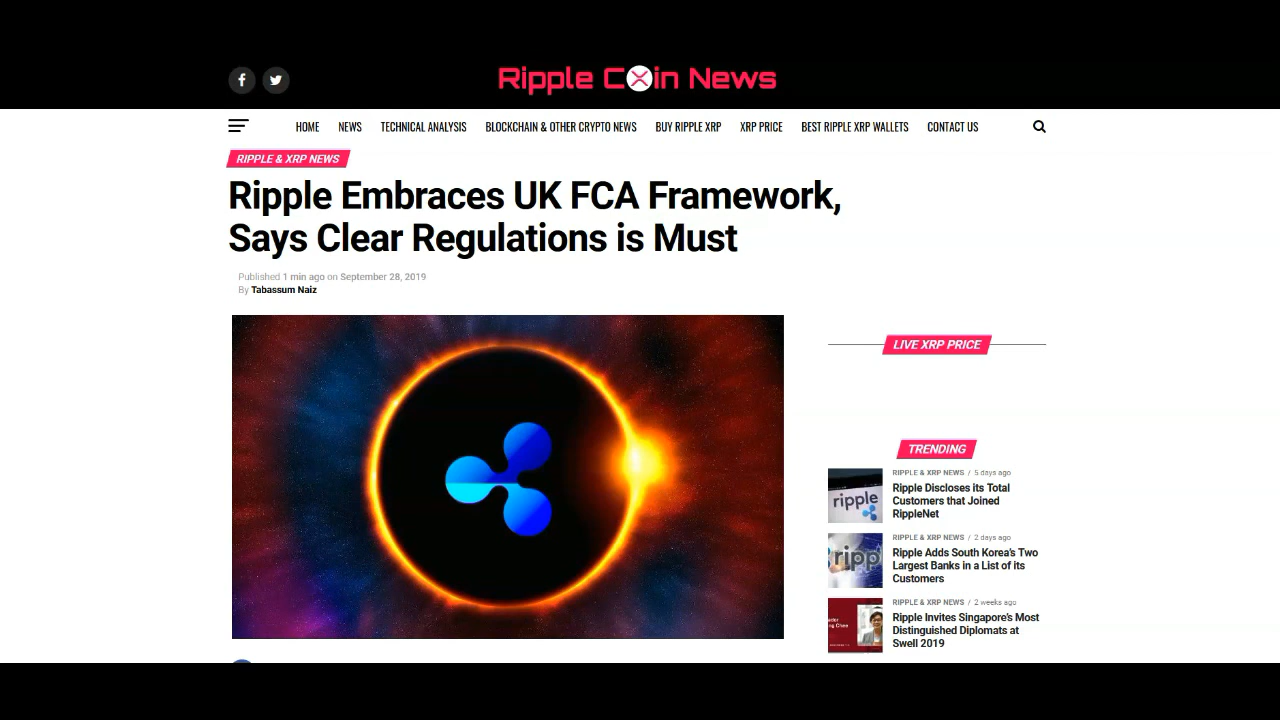 Ripple Coin News
HOME NEWS TECHNICAL ANALYSIS BLOCKCHAIN & OTHER CRYPTO NEWS BUY RIPPLE XRP XRP PRICE BEST RIPPLE XRP WALLETS CONTACT US
RIPPLE & XRP NEWS
Ripple Embraces UK FCA Framework,
Says Clear Regulations is Must
Published 1 min ago on September 28, 2019
By Tabassum Naiz
LIVE XRP PRICE
TRENDING
RIPPLE & XRP NEWS / 5 days ago
Ripple Discloses its Total
Customers that Joined
RippleNet
ripple
RIPPLE & XRP NEWS / 2 days ago
Ripple Adds South Korea's Two
Largest Banks in a List of its
Customers
ripp
RIPPLE & XRP NEWS / 2 weeks ago
Ripple Invites Singapore's Most
Distinguished Diplomats at
Swell 2019